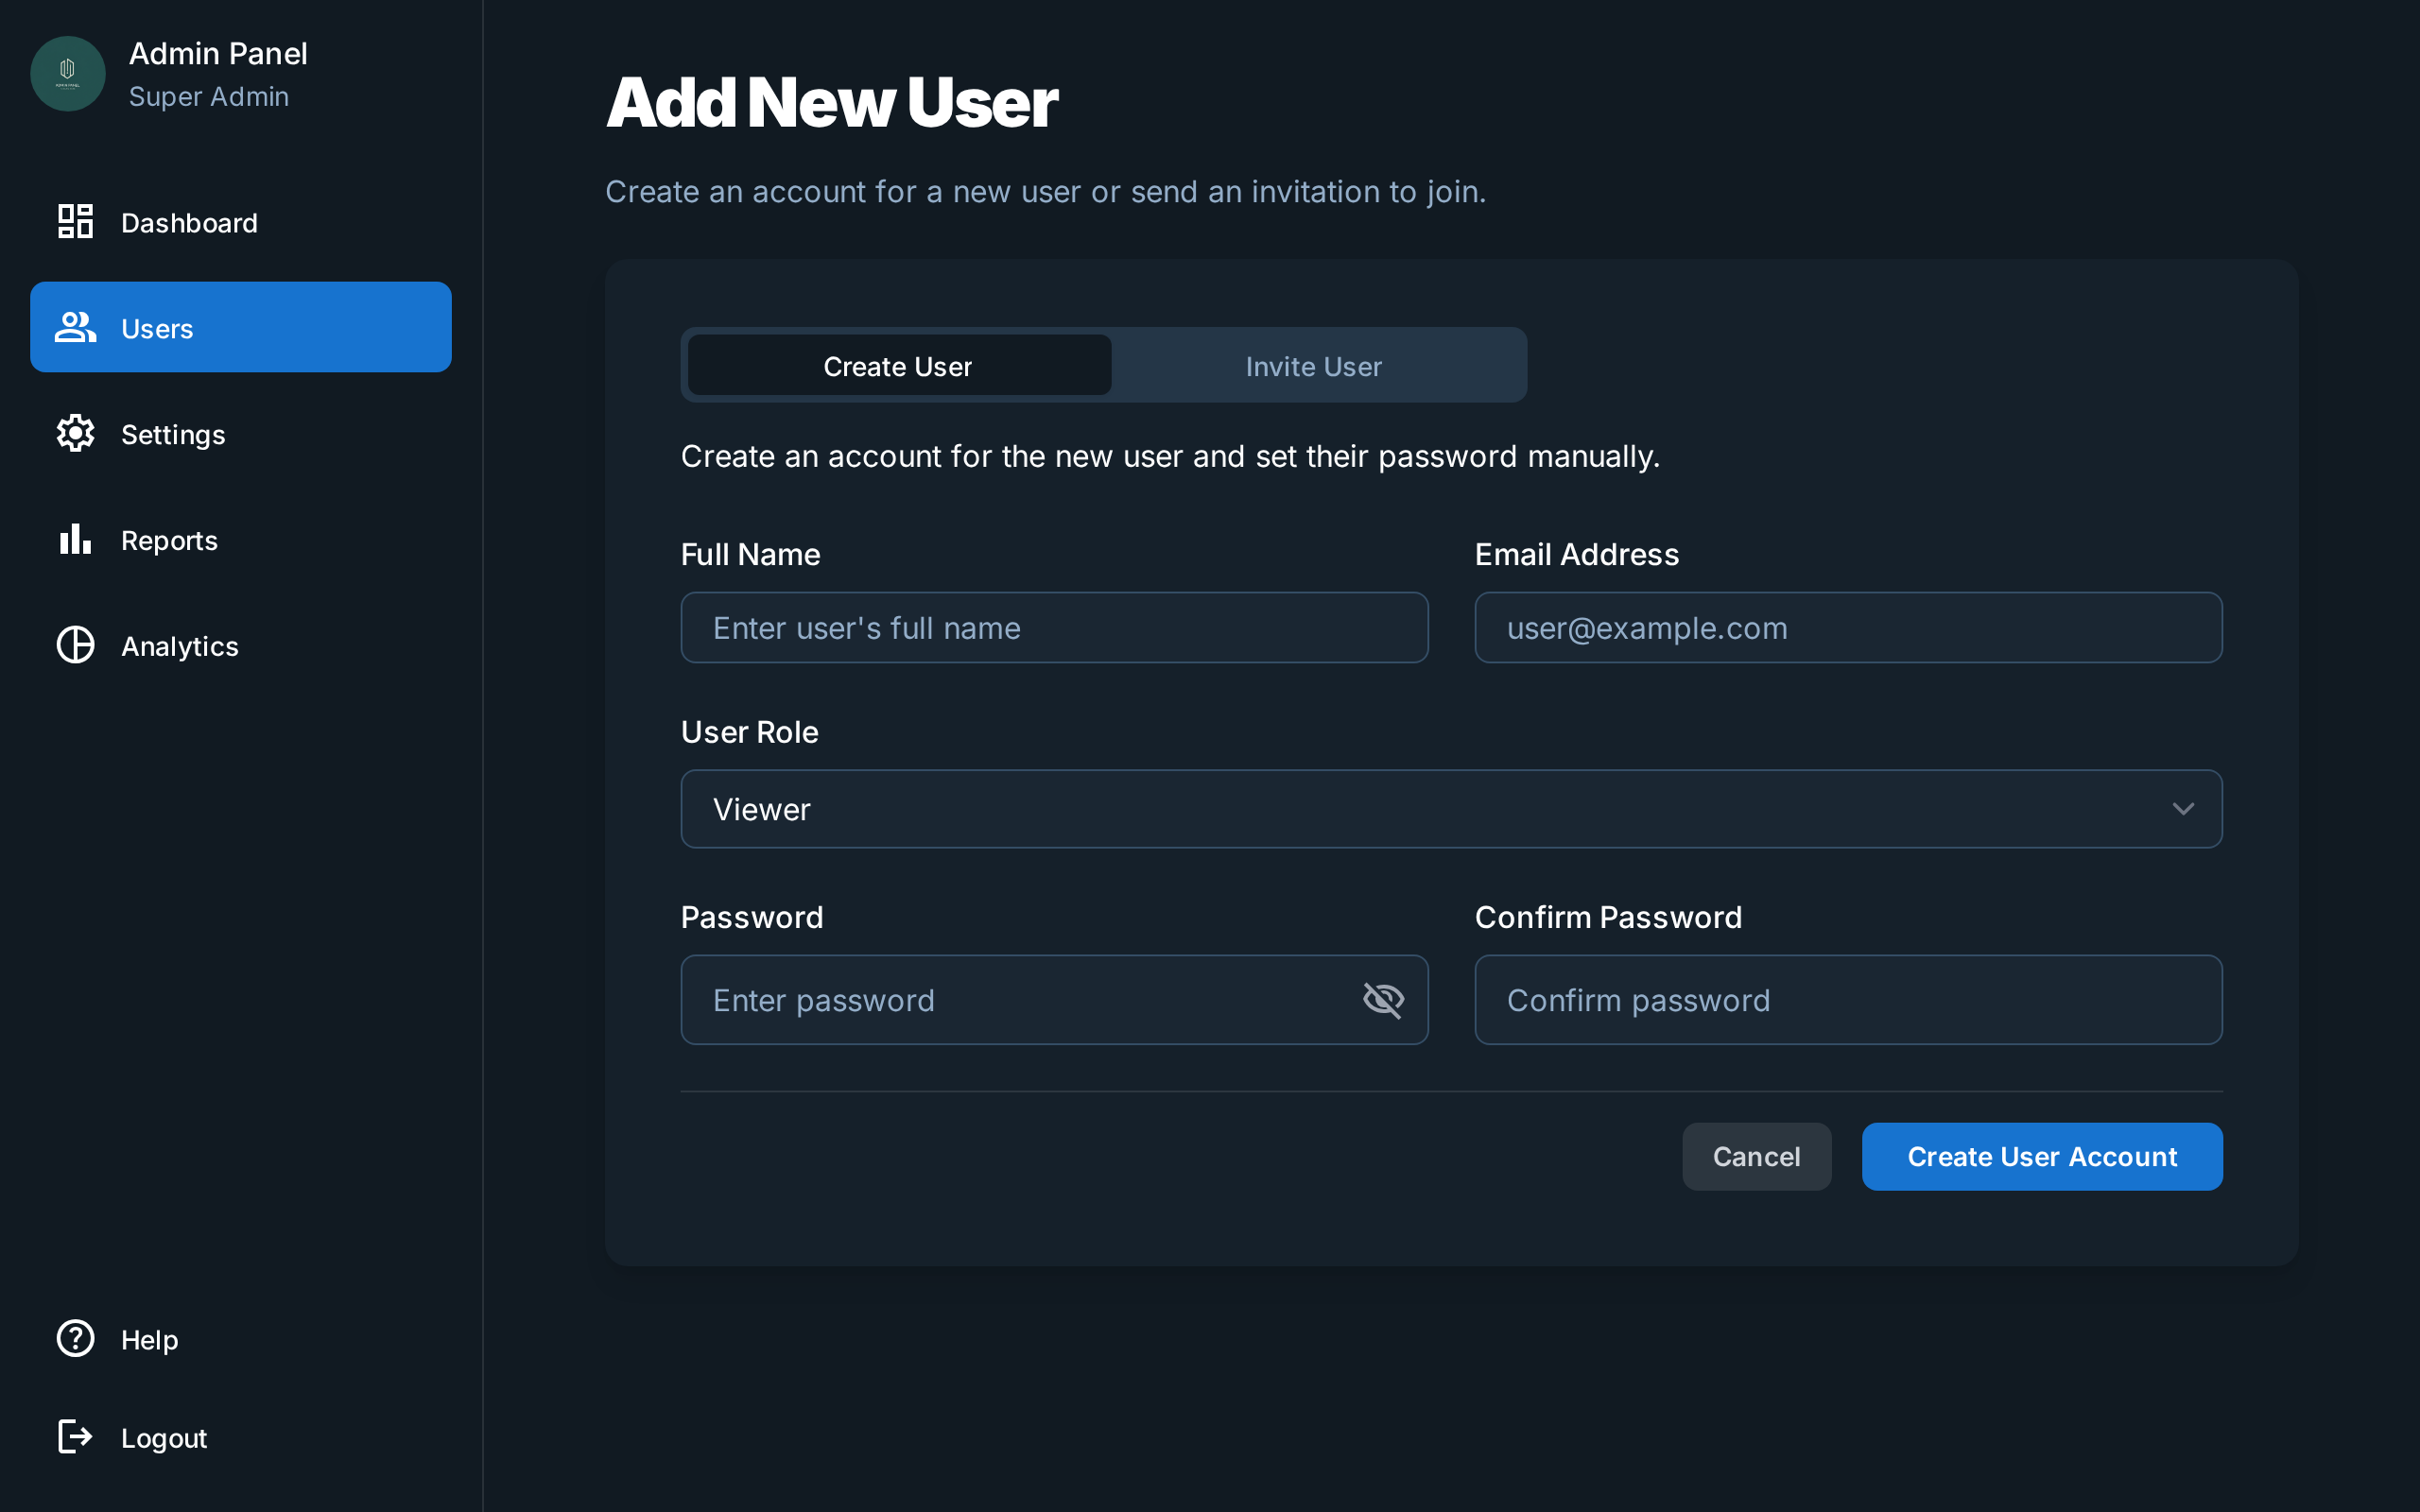 Admin Panel
Super Admin
Dashboard
Users
Settings
Reports
Analytics
Help
Logout
Add New User
Create an account for a new user or send an invitation to join.
Create User
Invite User
Create an account for the new user and set their password manually.
Full Name
Email Address
Enter user's full name
user@example.com
User Role
Viewer
Password
Confirm Password
Enter password
Confirm password
Cancel
Create User Account